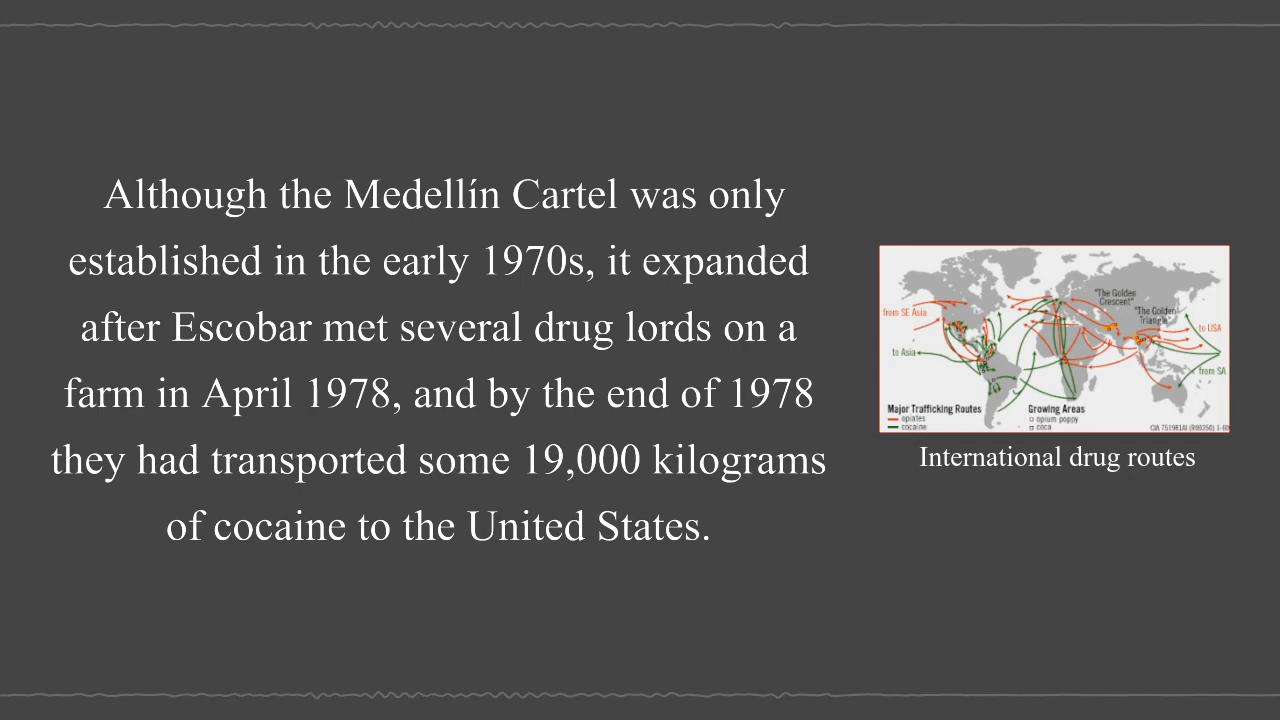 Although the Medellín Cartel was only
established in the early 1970s, it expanded
after Escobar met several drug lords on a
farm in April 1978, and by the end of 1978
they had transported some 19,000 kilograms
of cocaine to the United States.
"The Golden
Crescent"
"The Golden
Triangle"
from SE Asia
to USA
to Asia
from SA
Major Trafficking Routes
opiates
cocaine
Growing Areas
opium poppy
coca
International drug routes